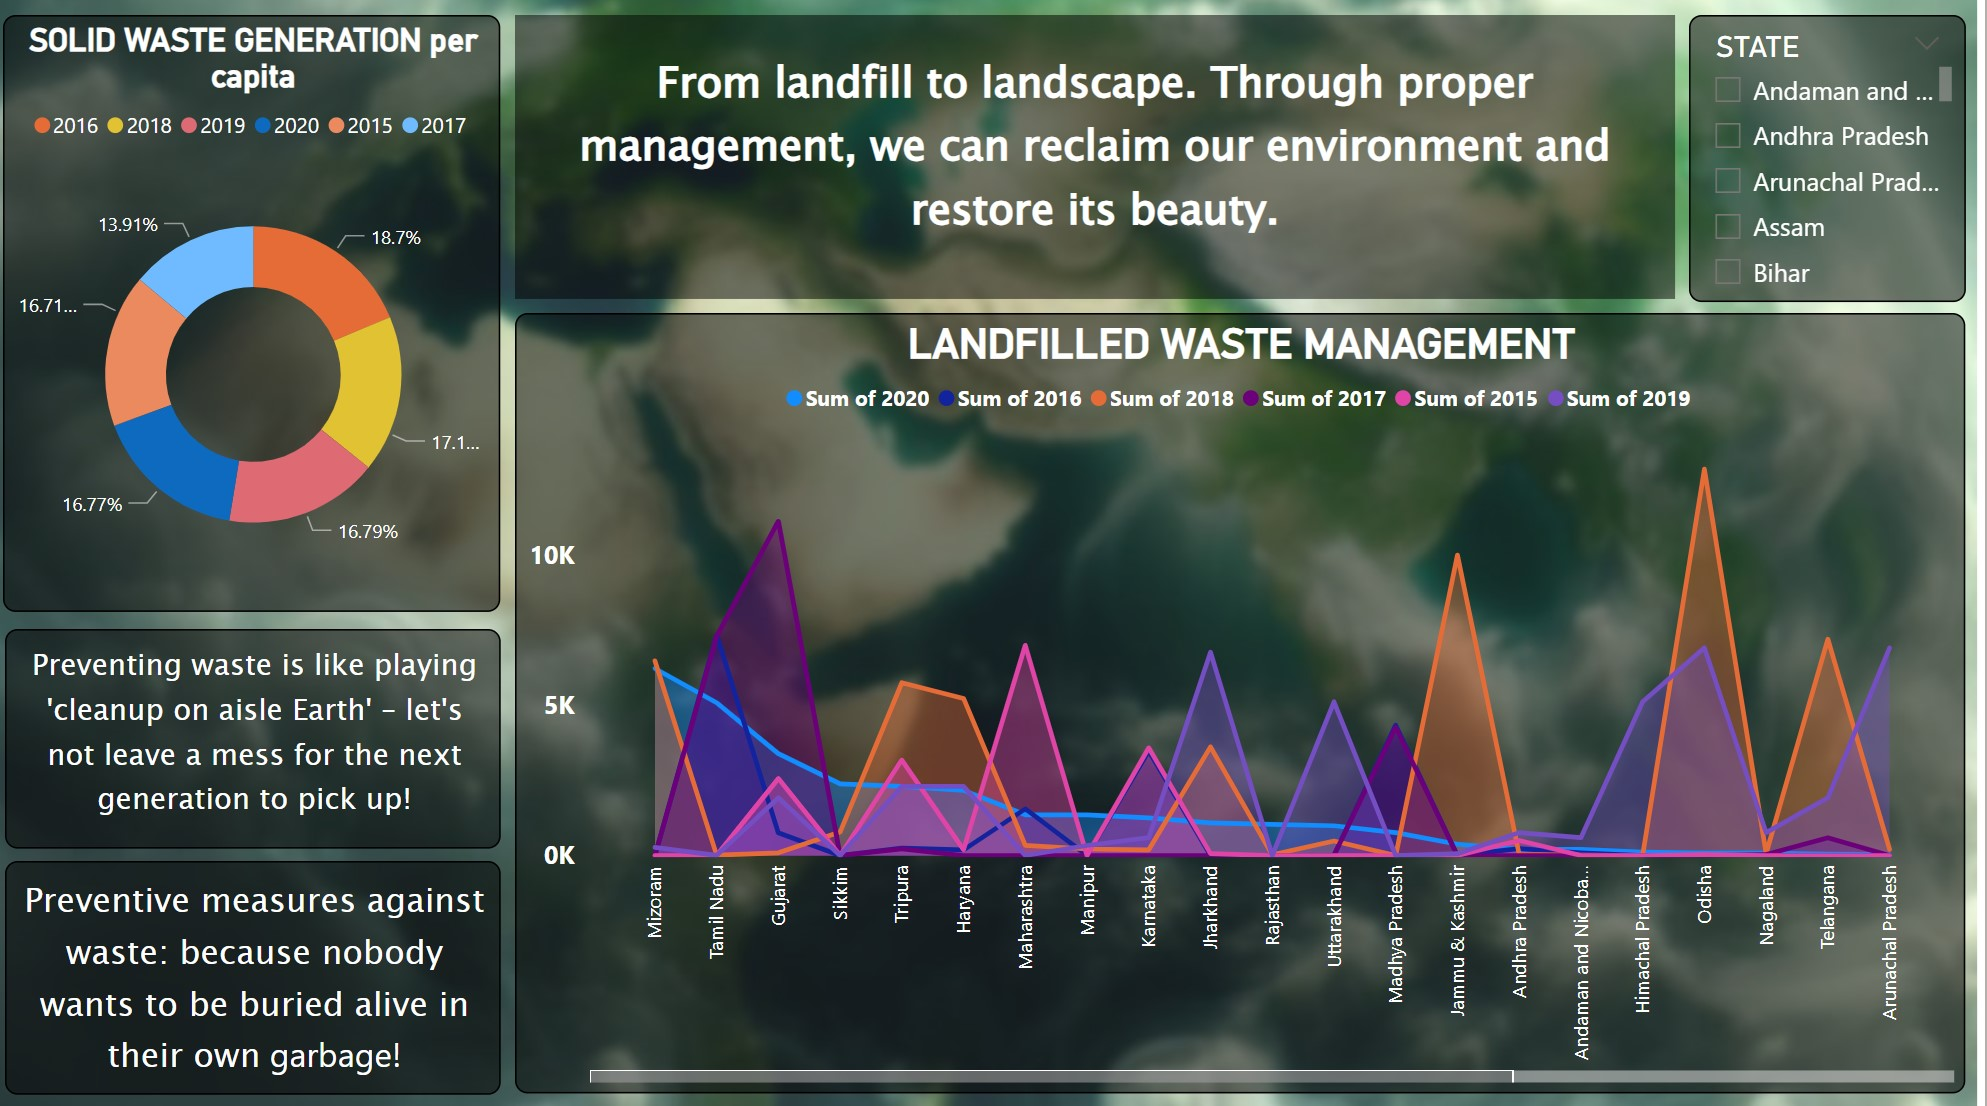 SOLID WASTE GENERATION per
capita
2016 2018 2019 2020 2015 2017
13.91%
18.7%
16.71...
17.1...
16.77%
16.79%
Preventing waste is like playing
'cleanup on aisle Earth' – let's
not leave a mess for the next
generation to pick up!
Preventive measures against
waste: because nobody
wants to be buried alive in
their own garbage!
From landfill to landscape. Through proper
management, we can reclaim our environment and
restore its beauty.
STATE
Andaman and ...
Andhra Pradesh
Arunachal Prad...
Assam
Bihar
LANDFILLED WASTE MANAGEMENT
Sum of 2020 Sum of 2016 Sum of 2018 Sum of 2017 Sum of 2015 Sum of 2019
10K
5K
0K
Mizoram
Tamil Nadu
Gujarat
Sikkim
Tripura
Haryana
Maharashtra
Manipur
Karnataka
Jharkhand
Rajasthan
Uttarakhand
Madhya Pradesh
Jammu & Kashmir
Andhra Pradesh
Andaman and Nicoba...
Himachal Pradesh
Odisha
Nagaland
Telangana
Arunachal Pradesh